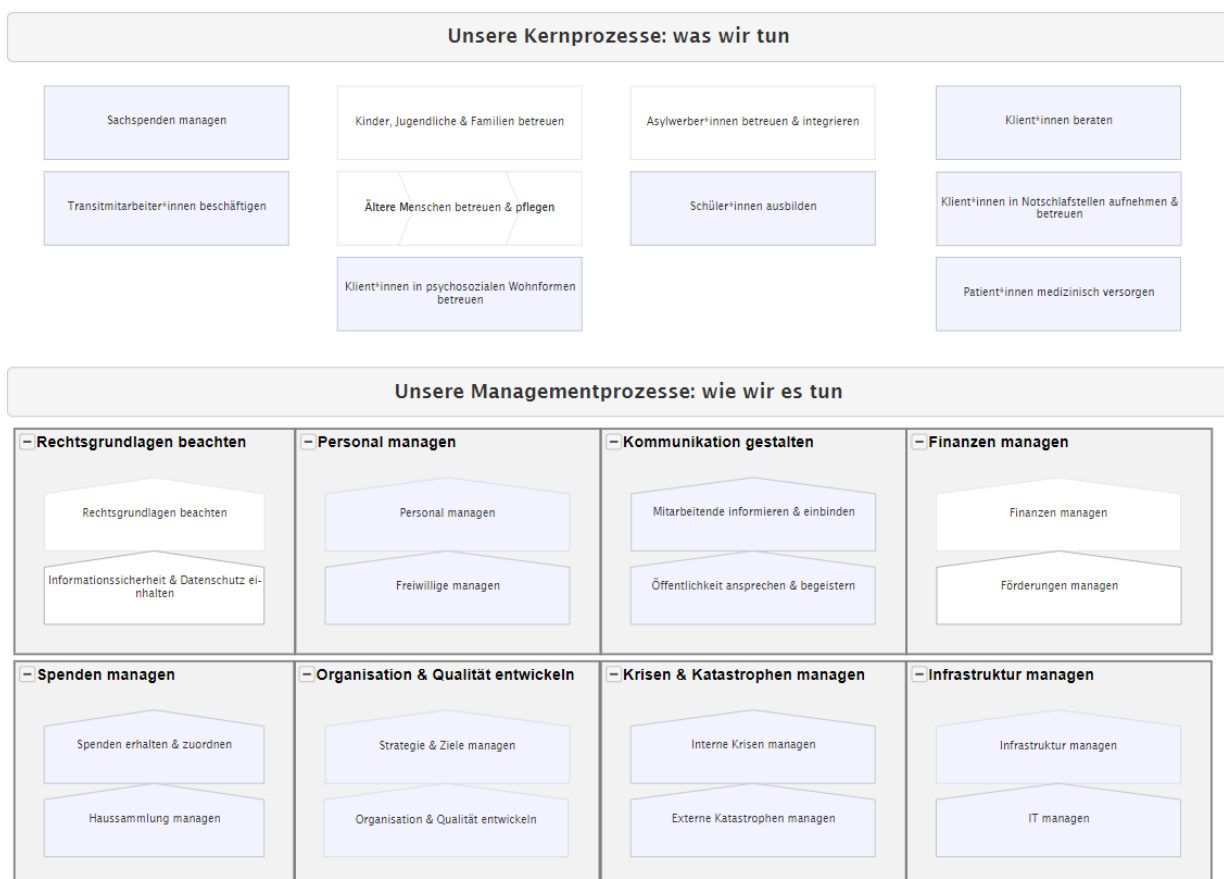 Unsere Kernprozesse: was wir tun
Sachspenden managen
Kinder, Jugendliche & Familien betreuen
Asylwerber*innen betreuen & integrieren
Klient*innen beraten
Transitmitarbeiter*innen beschäftigen
Ältere Menschen betreuen & pflegen
Schüler*innen ausbilden
Klient*innen in Notschlafstellen aufnehmen &
betreuen
Klient*innen in psychosozialen Wohnformen
betreuen
Patient*innen medizinisch versorgen
Unsere Managementprozesse: wie wir es tun
Rechtsgrundlagen beachten
Personal managen
Kommunikation gestalten
Finanzen managen
Rechtsgrundlagen beachten
Personal managen
Mitarbeitende informieren & einbinden
Finanzen managen
Informationssicherheit & Datenschutz ei-
nhalten
Freiwillige managen
Öffentlichkeit ansprechen & begeistern
Förderungen managen
Spenden managen
Organisation & Qualität entwickeln
Krisen & Katastrophen managen
Infrastruktur managen
Spenden erhalten & zuordnen
Strategie & Ziele managen
Interne Krisen managen
Infrastruktur managen
Haussammlung managen
Organisation & Qualität entwickeln
Externe Katastrophen managen
IT managen